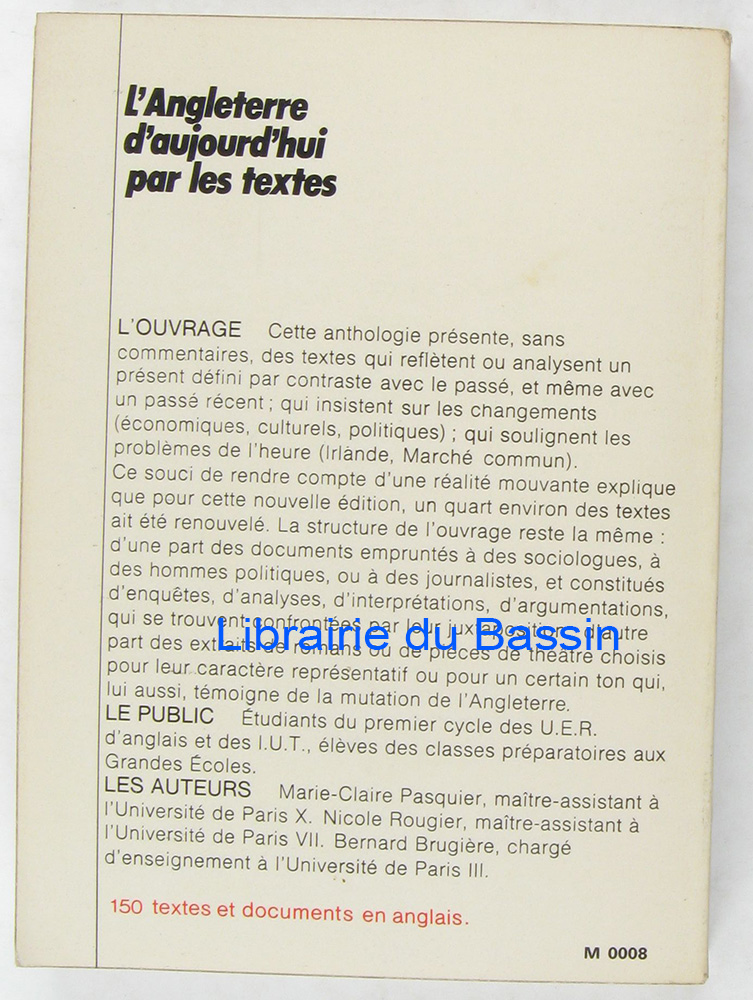 L'Angleterre
d'aujourd'hui
par les textes
L'OUVRAGE Cette anthologie présente, sans
commentaires, des textes qui reflètent ou analysent un
présent défini par contraste avec le passé, et même avec
un passé récent ; qui insistent sur les changements
(économiques, culturels, politiques) ; qui soulignent les
problèmes de l'heure (Irlande, Marché commun).
Ce souci de rendre compte d'une réalité mouvante explique
que pour cette nouvelle édition, un quart environ des textes
ait été renouvelé. La structure de l'ouvrage reste la même :
d'une part des documents empruntés à des sociologues, à
des hommes politiques, ou à des journalistes, et constitués
d'enquêtes, d'analyses, d'interprétations, d'argumentations,
qui se trouvent confrontées par leur juxtaposition, d'autre
Librairie du Bassin
part des extraits de romans ou de pièces de théâtre choisis
pour leur caractère représentatif ou pour un certain ton qui,
lui aussi, témoigne de la mutation de l'Angleterre.
LE PUBLIC Étudiants du premier cycle des U.E.R.
d'anglais et des I.U.T., élèves des classes préparatoires aux
Grandes Écoles.
LES AUTEURS Marie-Claire Pasquier, maître-assistant à
l'Université de Paris X. Nicole Rougier, maître-assistant à
l'Université de Paris VII. Bernard Brugière, chargé
d'enseignement à l'Université de Paris III.
150 textes et documents en anglais.
M 0008